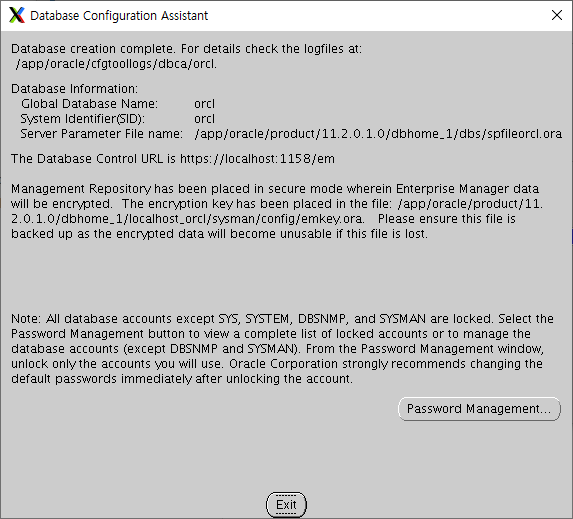 Database Configuration Assistant
Database creation complete. For details check the logfiles at:
/app/oracle/cfgtoollogs/dbca/orcl.
Database Information:
Global Database Name: orcl
System Identifier(SID): orcl
Server Parameter File name: /app/oracle/product/11.2.0.1.0/dbhome_1/dbs/spfileorcl.ora
The Database Control URL is https://localhost:1158/em
Management Repository has been placed in secure mode wherein Enterprise Manager data
will be encrypted. The encryption key has been placed in the file: /app/oracle/product/11.
2.0.1.0/dbhome_1/localhost_orcl/sysman/config/emkey.ora. Please ensure this file is
backed up as the encrypted data will become unusable if this file is lost.
Note: All database accounts except SYS, SYSTEM, DBSNMP, and SYSMAN are locked. Select the
Password Management button to view a complete list of locked accounts or to manage the
database accounts (except DBSNMP and SYSMAN). From the Password Management window,
unlock only the accounts you will use. Oracle Corporation strongly recommends changing the
default passwords immediately after unlocking the account.
Password Management...
Exit